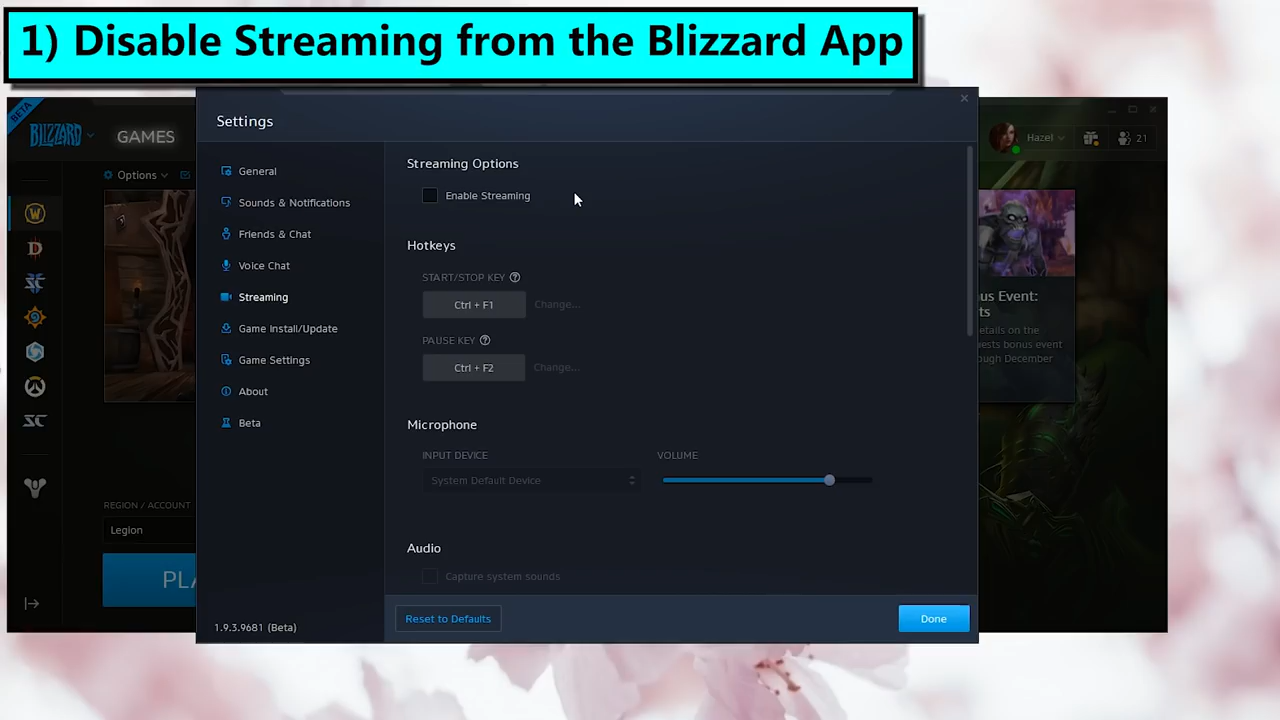 1) Disable Streaming from the Blizzard App
BETA
BLIZZARD
GAMES
Hazel
21
Options
REGION / ACCOUNT
Legion
PLA
us Event:
ts
etails on the
ests bonus event
ough December
Settings
General
Sounds & Notifications
Friends & Chat
Voice Chat
Streaming
Game Install/Update
Game Settings
About
Beta
1.9.3.9681 (Beta)
Streaming Options
Enable Streaming
Hotkeys
START/STOP KEY ?
Ctrl + F1 Change...
PAUSE KEY ?
Ctrl + F2 Change...
Microphone
INPUT DEVICE VOLUME
System Default Device
Audio
Capture system sounds
Reset to Defaults Done